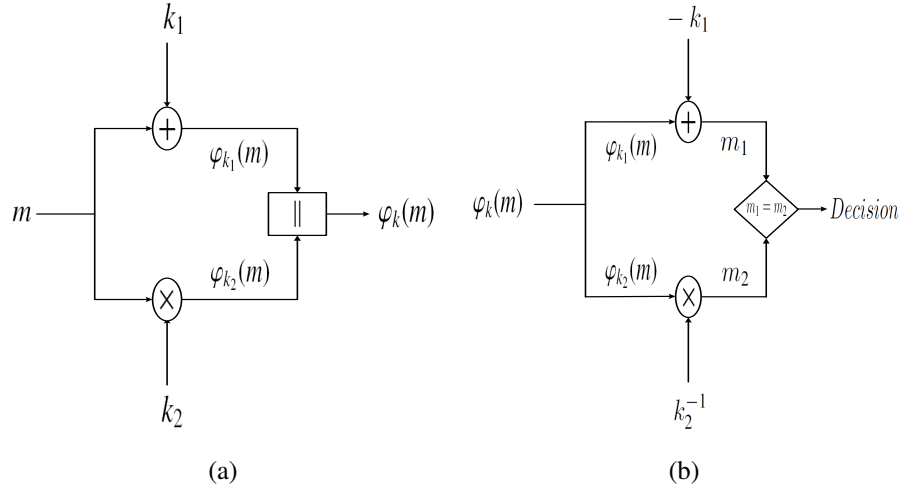 k₁
+
φₖ₁(m)
m
||
φₖ(m)
φₖ₂(m)
×
k₂
(a)
− k₁
+
φₖ₁(m)
m₁
φₖ(m)
m₁ = m₂
Decision
φₖ₂(m)
m₂
×
k₂⁻¹
(b)